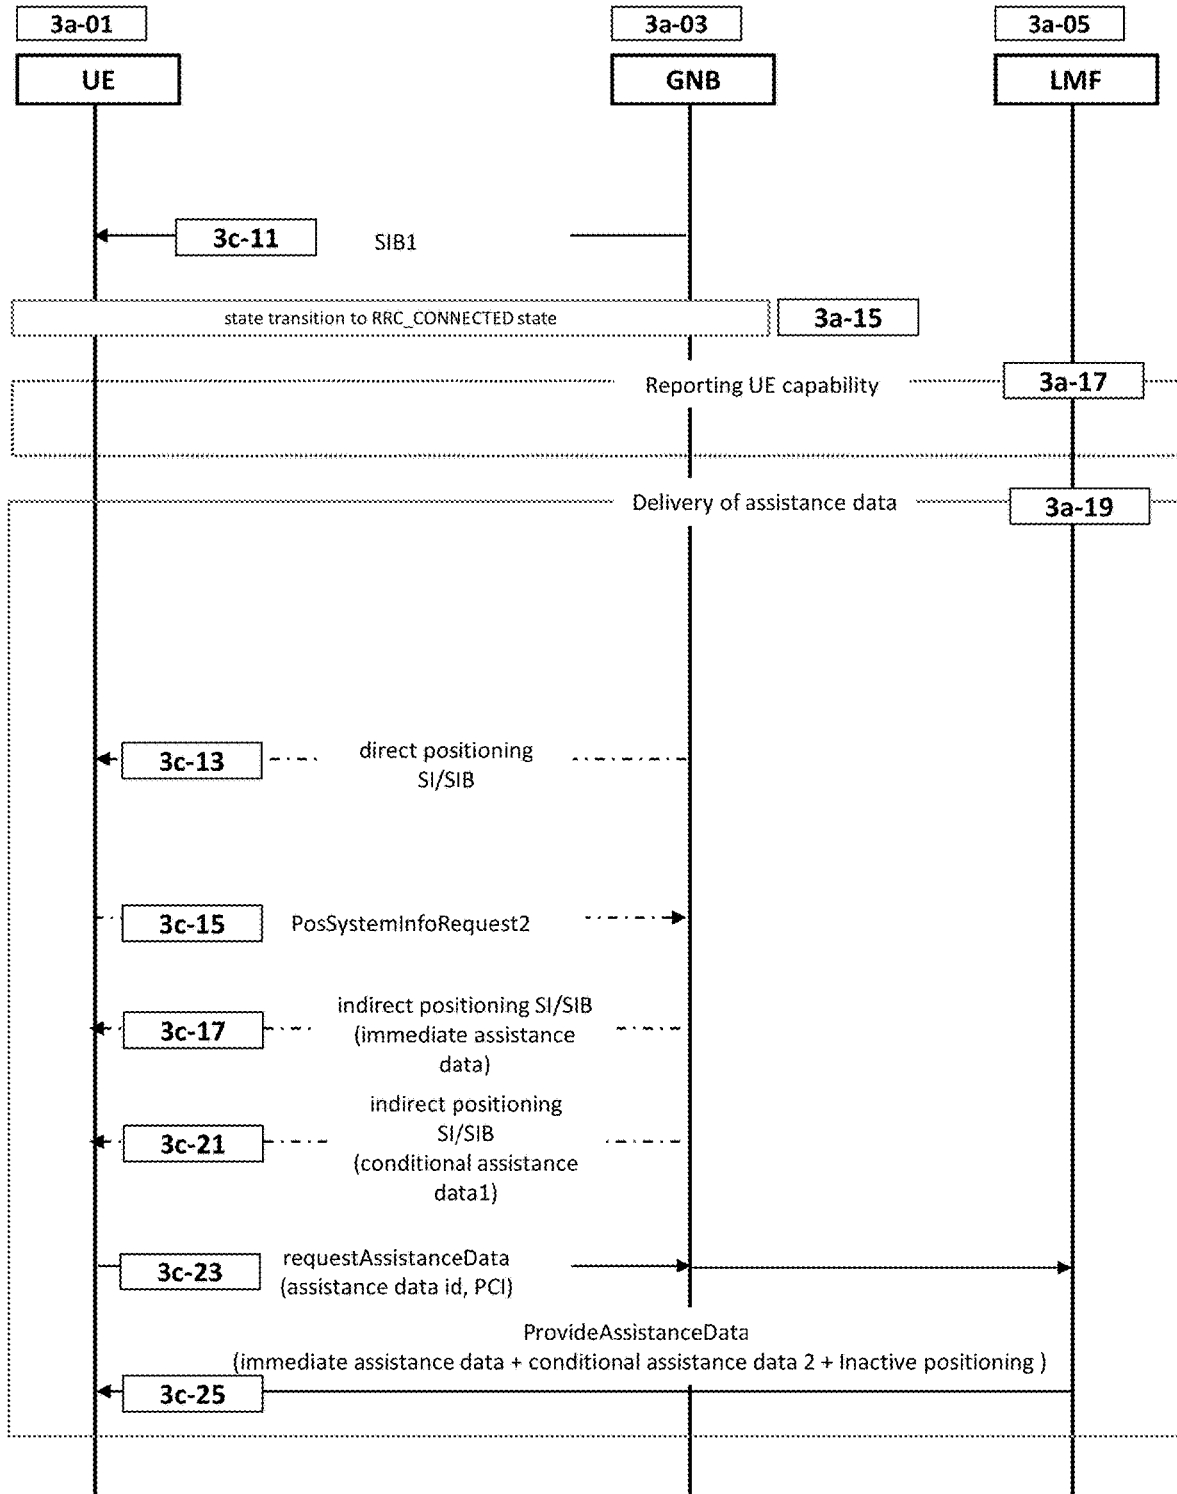 3a-01
3a-03
3a-05
UE
GNB
LMF
3c-11
SIB1
state transition to RRC_CONNECTED state
3a-15
Reporting UE capability
3a-17
Delivery of assistance data
3a-19
3c-13
direct positioning
SI/SIB
3c-15
PosSystemInfoRequest2
3c-17
indirect positioning SI/SIB
(immediate assistance
data)
3c-21
indirect positioning
SI/SIB
(conditional assistance
data1)
3c-23
requestAssistanceData
(assistance data id, PCI)
ProvideAssistanceData
(immediate assistance data + conditional assistance data 2 + Inactive positioning )
3c-25